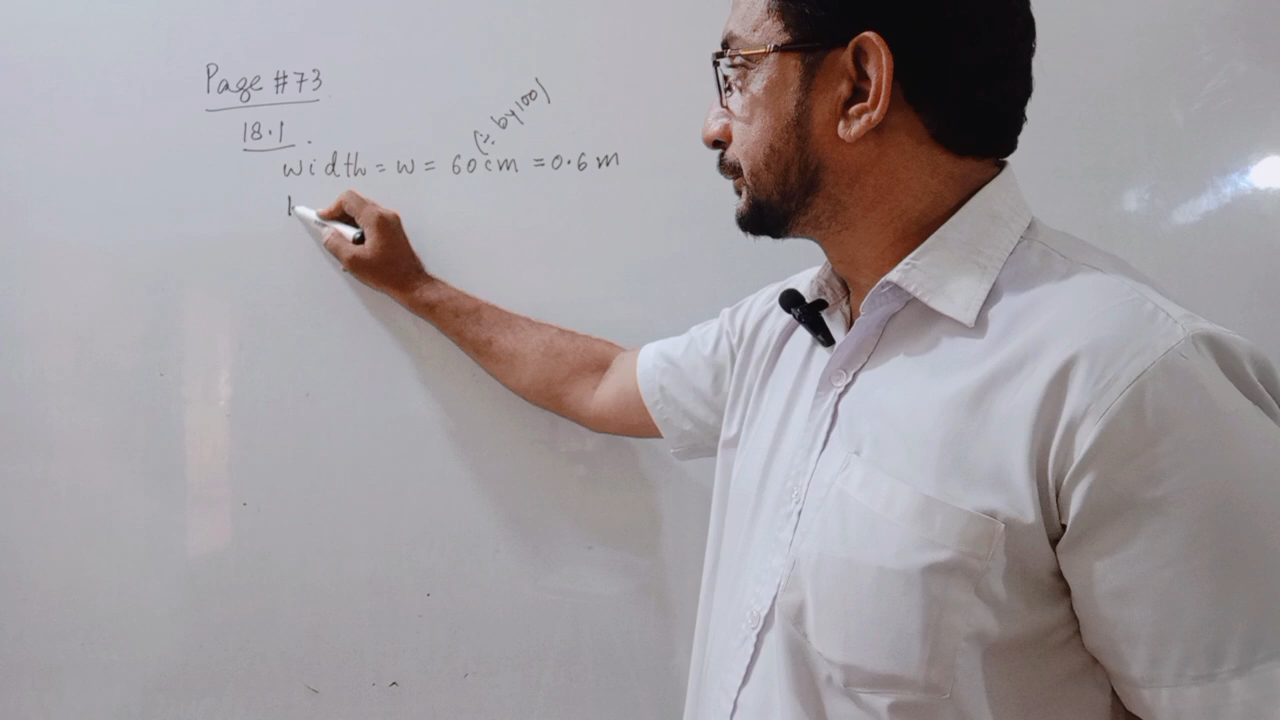 Page #73
18.1.
(÷ by 100)
width = w = 60 cm = 0.6 m